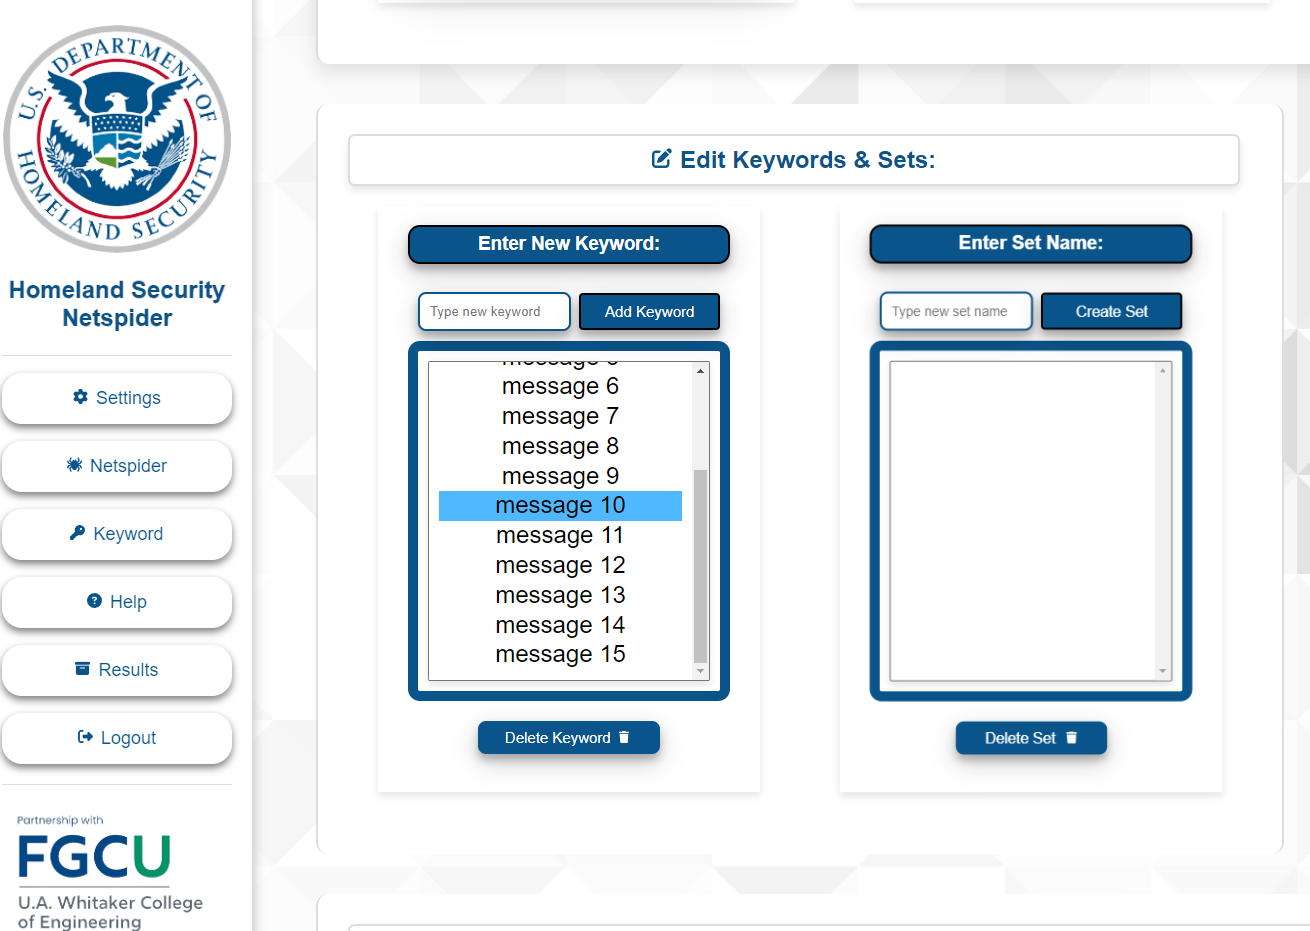 U.S. DEPARTMENT OF
HOMELAND SECURITY
Homeland Security
Netspider
Settings
Netspider
Keyword
Help
Results
Logout
Partnership with
FGCU
U.A. Whitaker College
of Engineering
Edit Keywords & Sets:
Enter New Keyword:
Type new keyword
Add Keyword
message 6
message 7
message 8
message 9
message 10
message 11
message 12
message 13
message 14
message 15
Delete Keyword
Enter Set Name:
Type new set name
Create Set
Delete Set